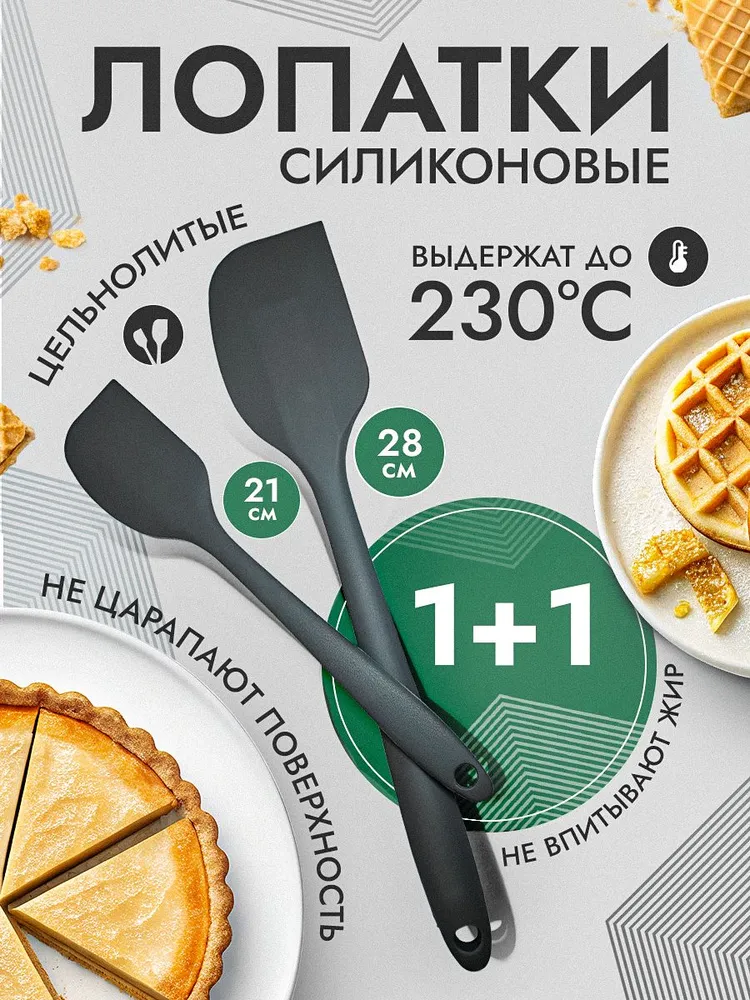 ЛОПАТКИ
СИЛИКОНОВЫЕ
ЦЕЛЬНОЛИТЫЕ
ВЫДЕРЖАТ ДО
230°C
28
СМ
21
СМ
1+1
НЕ ЦАРАПАЮТ ПОВЕРХНОСТЬ
НЕ ВПИТЫВАЮТ ЖИР